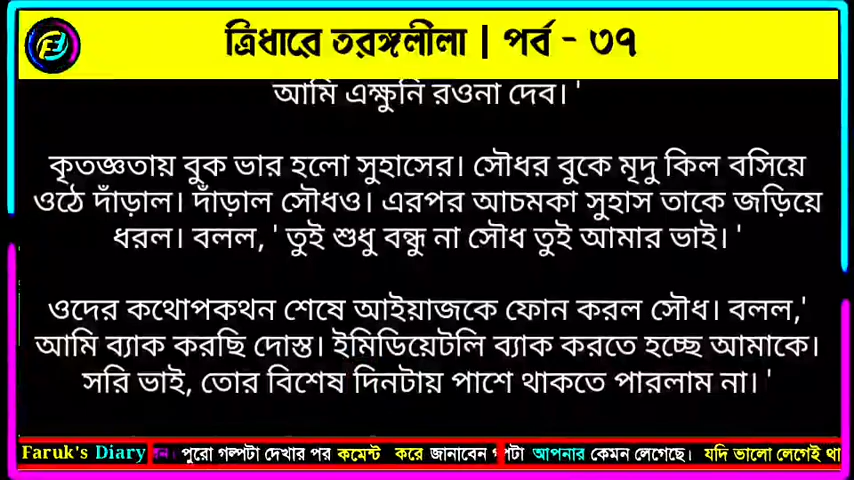 ত্রিধারে তরঙ্গলীলা | পর্ব - ৩৭
আমি এক্ষুনি রওনা দেব। '
কৃতজ্ঞতায় বুক ভার হলো সুহাসের। সৌধর বুকে মৃদু কিল বসিয়ে
ওঠে দাঁড়াল। দাঁড়াল সৌধও। এরপর আচমকা সুহাস তাকে জড়িয়ে
ধরল। বলল, ' তুই শুধু বন্ধু না সৌধ তুই আমার ভাই। '
ওদের কথোপকথন শেষে আইয়াজকে ফোন করল সৌধ। বলল,'
আমি ব্যাক করছি দোস্ত। ইমিডিয়েটলি ব্যাক করতে হচ্ছে আমাকে।
সরি ভাই, তোর বিশেষ দিনটায় পাশে থাকতে পারলাম না। '
Faruk's Diary পুরো গল্পটা দেখার পর কমেন্ট করে জানাবেন আপনার কেমন লেগেছে। যদি ভালো লেগেই থা